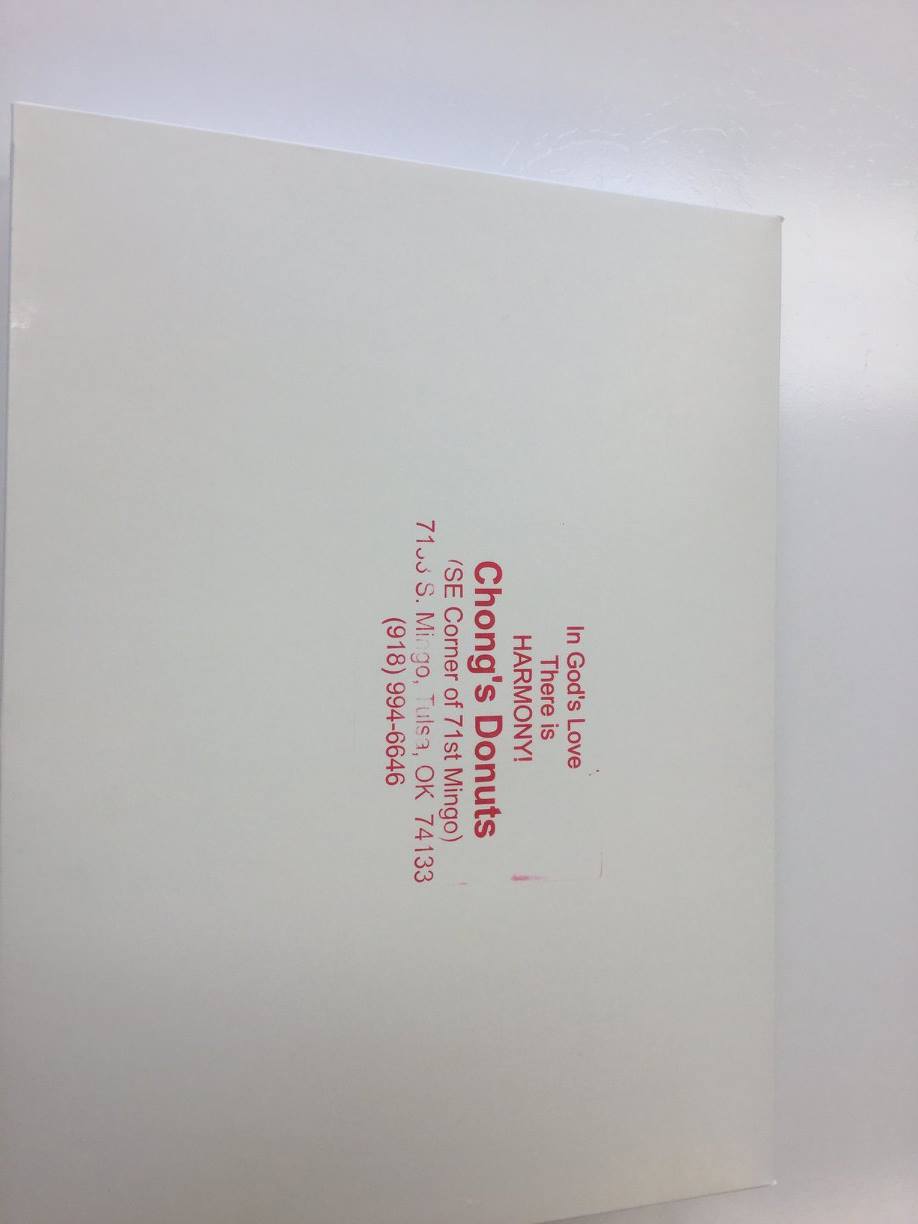 In God's Love
There is
HARMONY!
Chong's Donuts
(SE Corner of 71st Mingo)
S. Mingo, Tulsa, OK 74133
(918) 994-6646